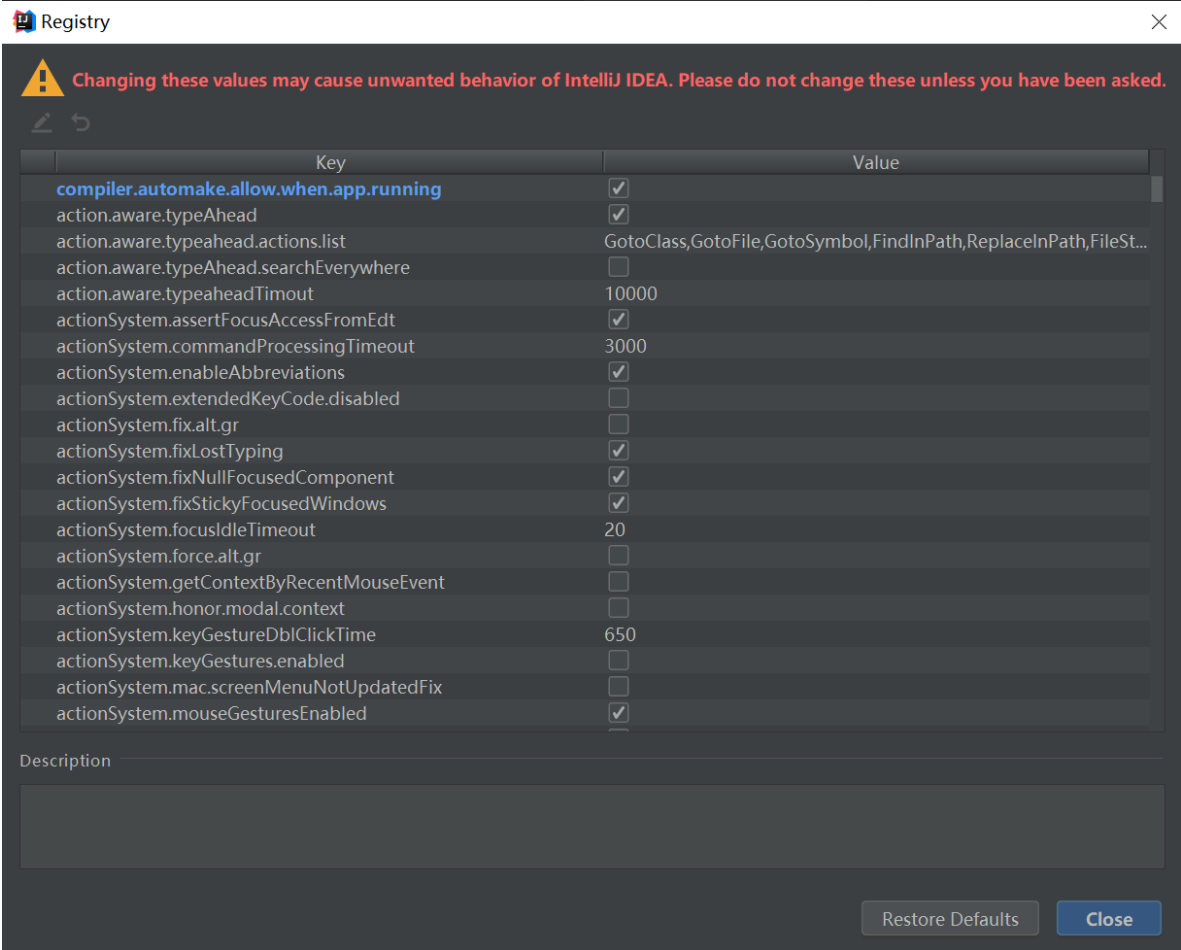 Registry
Changing these values may cause unwanted behavior of IntelliJ IDEA. Please do not change these unless you have been asked.
Key Value
compiler.automake.allow.when.app.running
action.aware.typeAhead
action.aware.typeahead.actions.list GotoClass,GotoFile,GotoSymbol,FindInPath,ReplaceInPath,FileSt...
action.aware.typeAhead.searchEverywhere
action.aware.typeaheadTimout 10000
actionSystem.assertFocusAccessFromEdt
actionSystem.commandProcessingTimeout 3000
actionSystem.enableAbbreviations
actionSystem.extendedKeyCode.disabled
actionSystem.fix.alt.gr
actionSystem.fixLostTyping
actionSystem.fixNullFocusedComponent
actionSystem.fixStickyFocusedWindows
actionSystem.focusIdleTimeout 20
actionSystem.force.alt.gr
actionSystem.getContextByRecentMouseEvent
actionSystem.honor.modal.context
actionSystem.keyGestureDblClickTime 650
actionSystem.keyGestures.enabled
actionSystem.mac.screenMenuNotUpdatedFix
actionSystem.mouseGesturesEnabled
Description
Restore Defaults Close